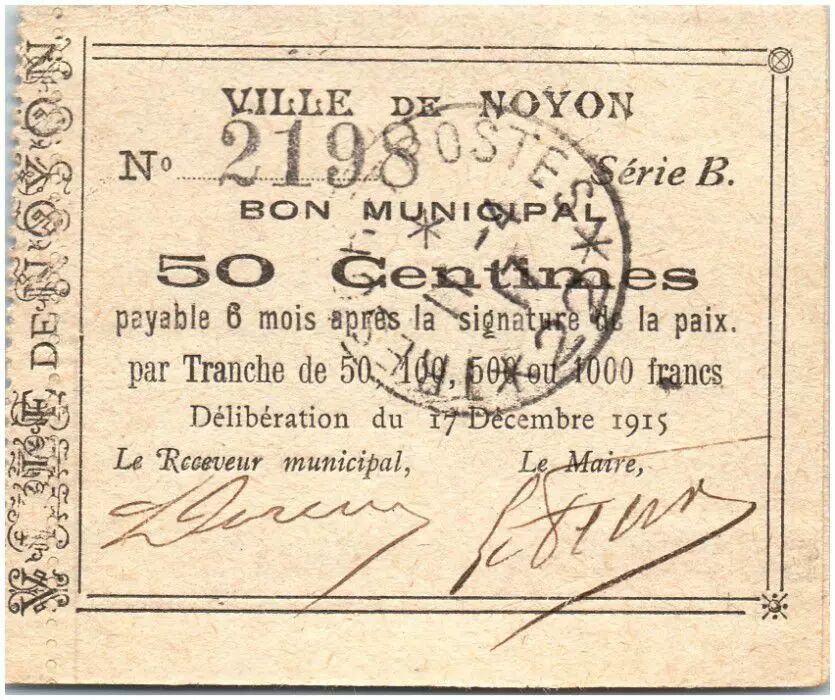 VILLE DE NOYON
VILLE DE NOYON
No 2198 Série B.
BON MUNICIPAL
50 Centimes
payable 6 mois après la signature de la paix.
par Tranche de 50, 100, 500 ou 1000 francs
Délibération du 17 Décembre 1915
Le Receveur municipal, Le Maire,
POSTES